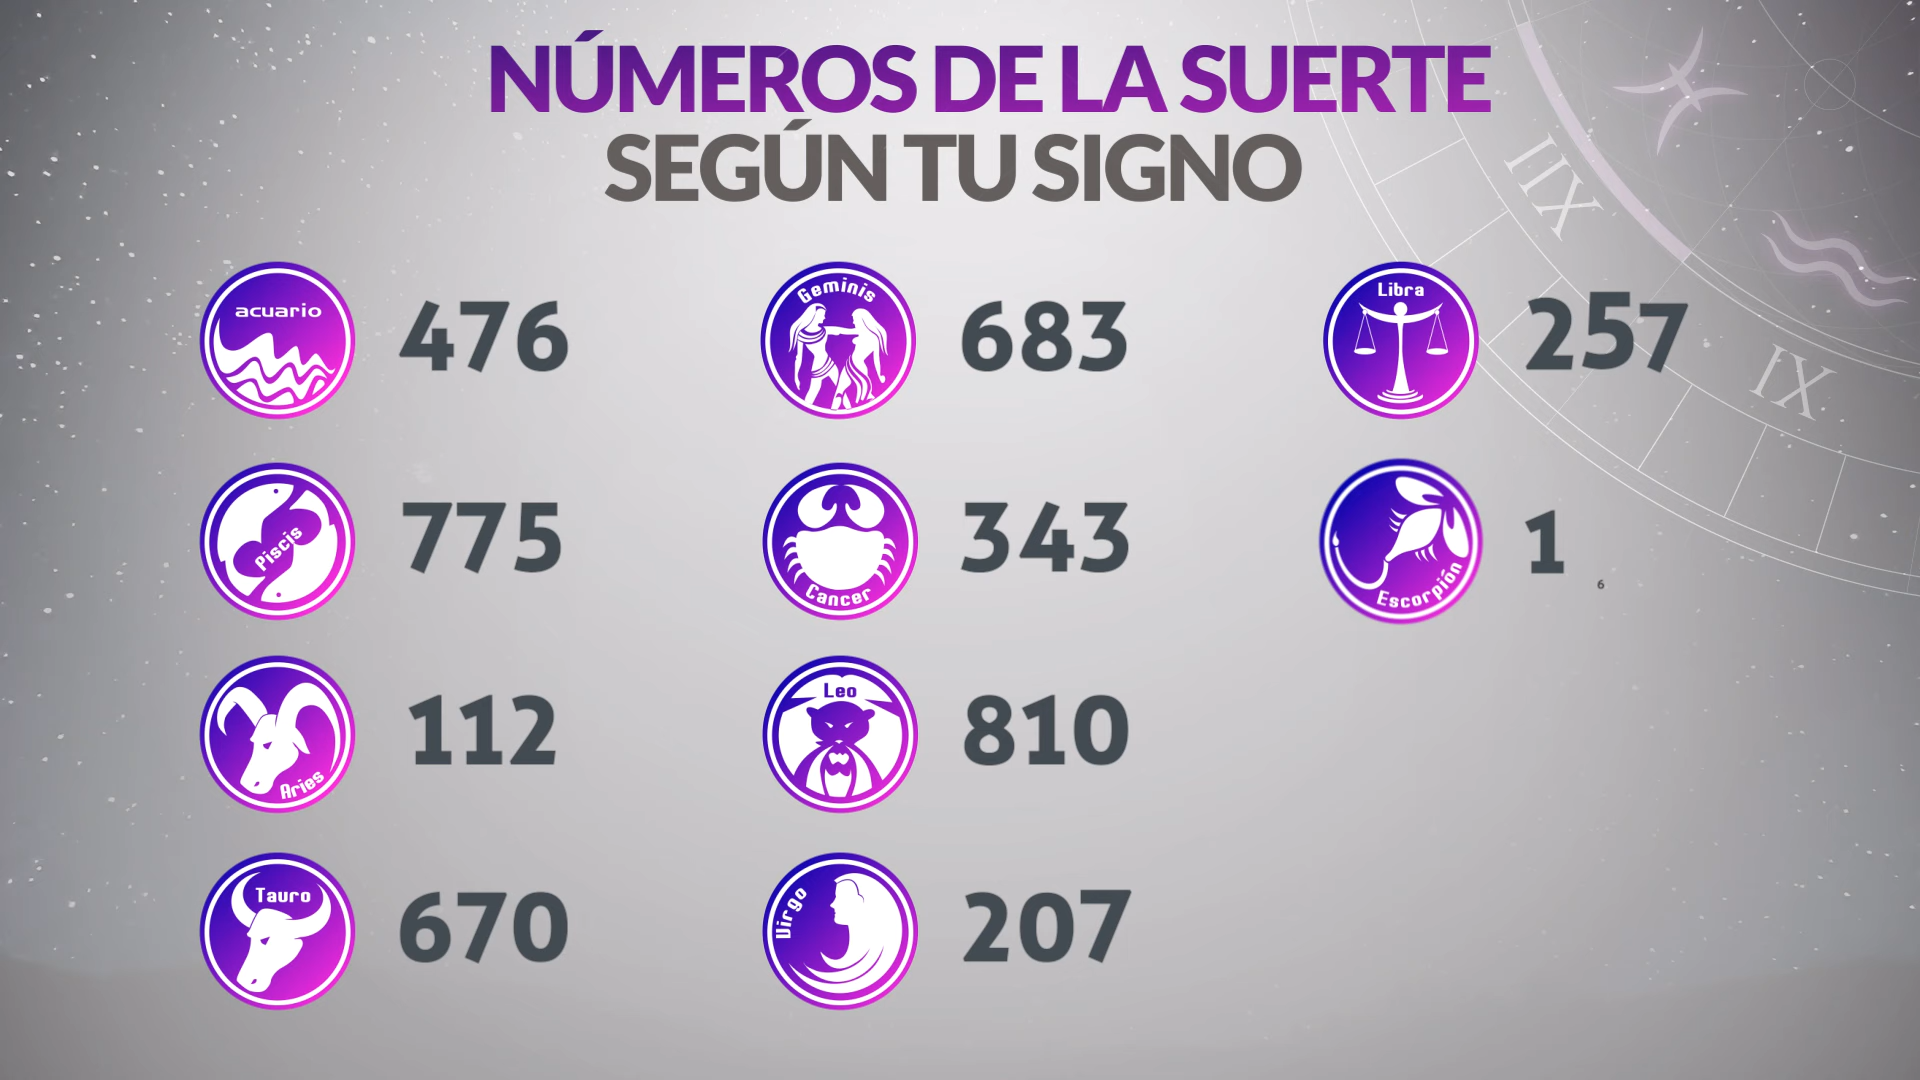 NÚMEROS DE LA SUERTE
SEGÚN TU SIGNO
acuario 476
Piscis 775
Aries 112
Tauro 670
Geminis 683
Cancer 343
Leo 810
Virgo 207
Libra 257
Escorpión 1 6
XII
IX